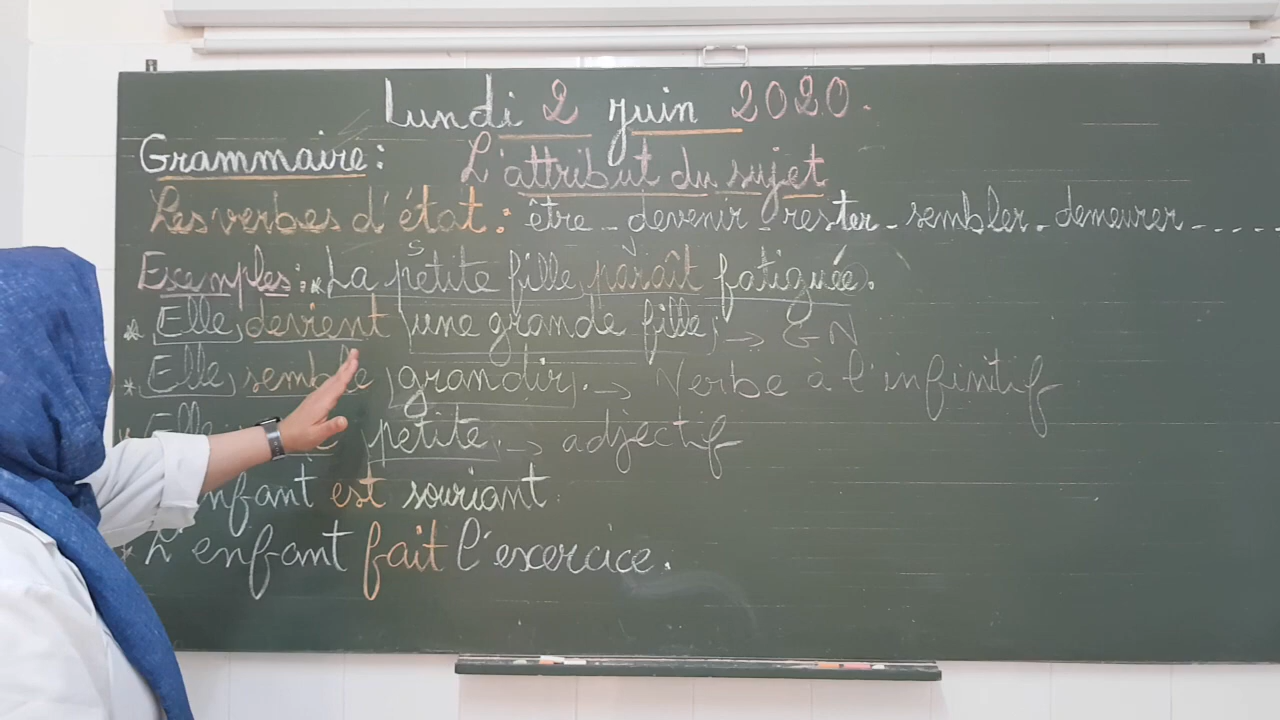 Lundi 2 juin 2020.
Grammaire: L'attribut du sujet
Les verbes d'état: être - devenir - rester - sembler - demeurer - .....
S V
Exemples: * La petite fille paraît fatiguée.
* Elle devient une grande fille → GN
* Elle semble grandir. → Verbe à l'infinitif
Elle petite. → adjectif
enfant est souriant.
* L'enfant fait l'exercice.